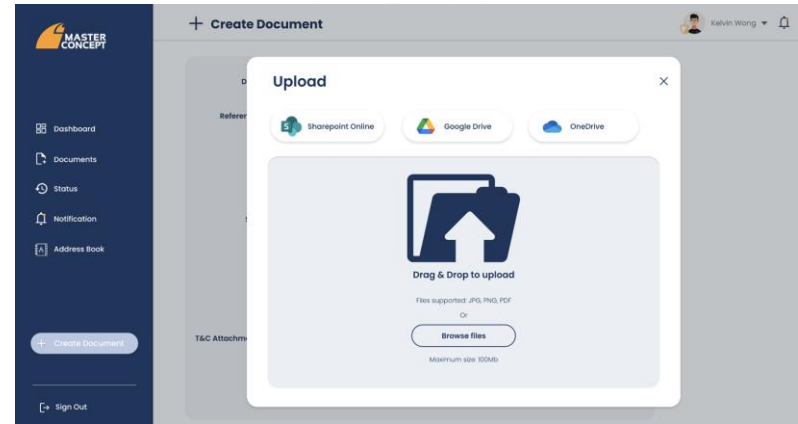 MASTER
CONCEPT
Create Document
Kelvin Wong
Dashboard
Documents
Status
Notification
Address Book
Create Document
Sign Out
D
Referer
T&C Attachm
Upload
Sharepoint Online
Google Drive
OneDrive
Drag & Drop to upload
Files supported: JPG, PNG, PDF
Or
Browse files
Maximum size: 100Mb